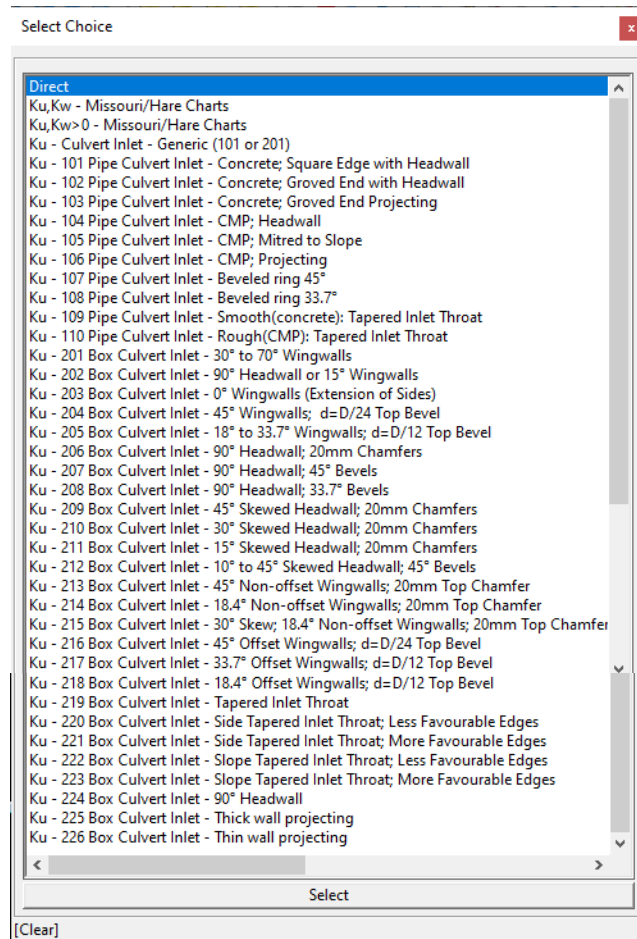 Select Choice
x
Direct
Ku,Kw - Missouri/Hare Charts
Ku,Kw>0 - Missouri/Hare Charts
Ku - Culvert Inlet - Generic (101 or 201)
Ku - 101 Pipe Culvert Inlet - Concrete; Square Edge with Headwall
Ku - 102 Pipe Culvert Inlet - Concrete; Groved End with Headwall
Ku - 103 Pipe Culvert Inlet - Concrete; Groved End Projecting
Ku - 104 Pipe Culvert Inlet - CMP; Headwall
Ku - 105 Pipe Culvert Inlet - CMP; Mitred to Slope
Ku - 106 Pipe Culvert Inlet - CMP; Projecting
Ku - 107 Pipe Culvert Inlet - Beveled ring 45°
Ku - 108 Pipe Culvert Inlet - Beveled ring 33.7°
Ku - 109 Pipe Culvert Inlet - Smooth(concrete): Tapered Inlet Throat
Ku - 110 Pipe Culvert Inlet - Rough(CMP): Tapered Inlet Throat
Ku - 201 Box Culvert Inlet - 30° to 70° Wingwalls
Ku - 202 Box Culvert Inlet - 90° Headwall or 15° Wingwalls
Ku - 203 Box Culvert Inlet - 0° Wingwalls (Extension of Sides)
Ku - 204 Box Culvert Inlet - 45° Wingwalls;  d=D/24 Top Bevel
Ku - 205 Box Culvert Inlet - 18° to 33.7° Wingwalls; d=D/12 Top Bevel
Ku - 206 Box Culvert Inlet - 90° Headwall; 20mm Chamfers
Ku - 207 Box Culvert Inlet - 90° Headwall; 45° Bevels
Ku - 208 Box Culvert Inlet - 90° Headwall; 33.7° Bevels
Ku - 209 Box Culvert Inlet - 45° Skewed Headwall; 20mm Chamfers
Ku - 210 Box Culvert Inlet - 30° Skewed Headwall; 20mm Chamfers
Ku - 211 Box Culvert Inlet - 15° Skewed Headwall; 20mm Chamfers
Ku - 212 Box Culvert Inlet - 10° to 45° Skewed Headwall; 45° Bevels
Ku - 213 Box Culvert Inlet - 45° Non-offset Wingwalls; 20mm Top Chamfer
Ku - 214 Box Culvert Inlet - 18.4° Non-offset Wingwalls; 20mm Top Chamfer
Ku - 215 Box Culvert Inlet - 30° Skew; 18.4° Non-offset Wingwalls; 20mm Top Chamfer
Ku - 216 Box Culvert Inlet - 45° Offset Wingwalls; d=D/24 Top Bevel
Ku - 217 Box Culvert Inlet - 33.7° Offset Wingwalls; d=D/12 Top Bevel
Ku - 218 Box Culvert Inlet - 18.4° Offset Wingwalls; d=D/12 Top Bevel
Ku - 219 Box Culvert Inlet - Tapered Inlet Throat
Ku - 220 Box Culvert Inlet - Side Tapered Inlet Throat; Less Favourable Edges
Ku - 221 Box Culvert Inlet - Side Tapered Inlet Throat; More Favourable Edges
Ku - 222 Box Culvert Inlet - Slope Tapered Inlet Throat; Less Favourable Edges
Ku - 223 Box Culvert Inlet - Slope Tapered Inlet Throat; More Favourable Edges
Ku - 224 Box Culvert Inlet - 90° Headwall
Ku - 225 Box Culvert Inlet - Thick wall projecting
Ku - 226 Box Culvert Inlet - Thin wall projecting
Select
[Clear]